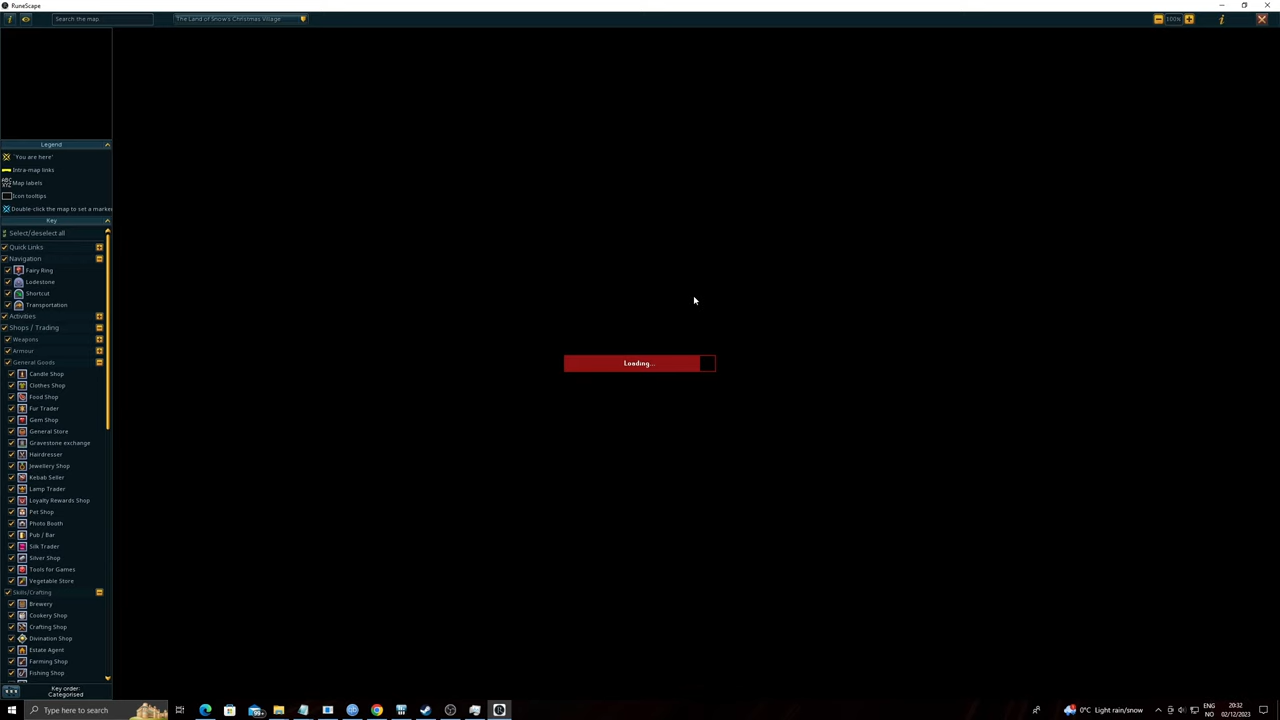 RuneScape
Search the map
The Land of Snow's Christmas Village
100%
Legend
'You are here'
Intra-map links
ABC
XYZ
Map labels
Icon tooltips
Double-click the map to set a marker
Key
Select/deselect all
Quick Links
Navigation
Fairy Ring
Lodestone
Shortcut
Transportation
Activities
Shops / Trading
Weapons
Armour
General Goods
Candle Shop
Clothes Shop
Food Shop
Fur Trader
Gem Shop
General Store
Gravestone exchange
Hairdresser
Jewellery Shop
Kebab Seller
Lamp Trader
Loyalty Rewards Shop
Pet Shop
Photo Booth
Pub / Bar
Silk Trader
Silver Shop
Tools for Games
Vegetable Store
Skills/Crafting
Brewery
Cookery Shop
Crafting Shop
Divination Shop
Estate Agent
Farming Shop
Fishing Shop
Key order:
Categorised
Loading...
Type here to search
99+
0°C Light rain/snow
ENG
NO
20:32
02/12/2023